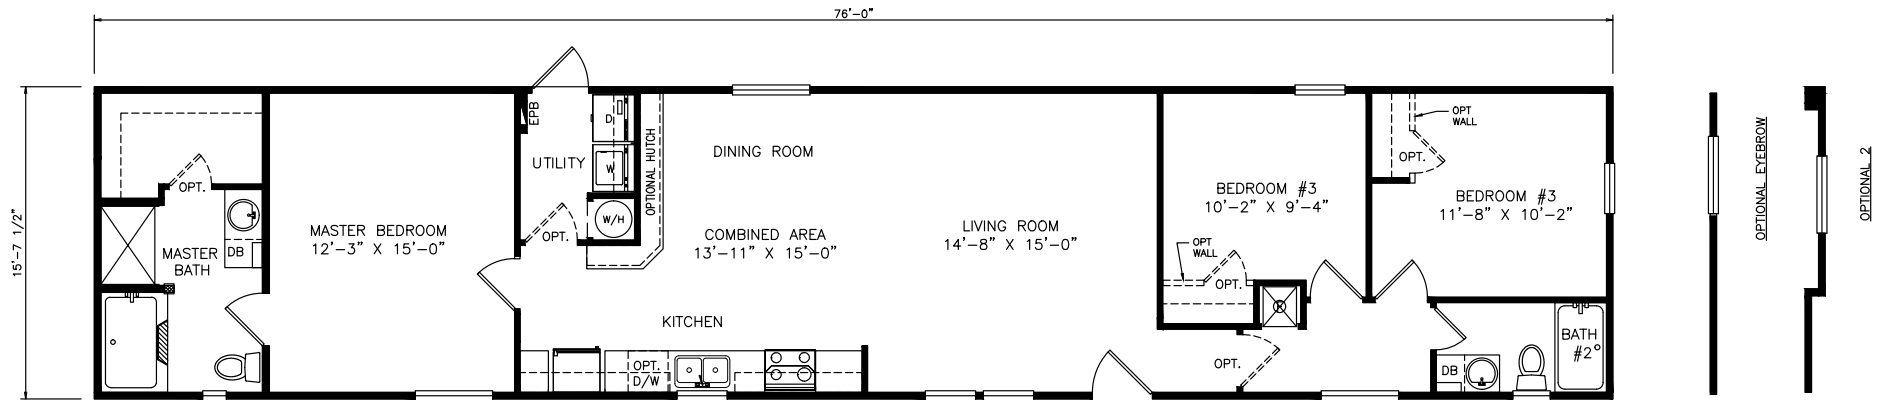 76'-0"
15'-7 1/2"
EPB
D
W
UTILITY
W/H
OPT.
OPTIONAL HUTCH
OPT.
MASTER
BATH
DB
MASTER BEDROOM
12'-3" X 15'-0"
DINING ROOM
COMBINED AREA
13'-11" X 15'-0"
KITCHEN
OPT.
D/W
LIVING ROOM
14'-8" X 15'-0"
BEDROOM #3
10'-2" X 9'-4"
OPT
WALL
OPT.
R
OPT.
OPT
WALL
OPT.
BEDROOM #3
11'-8" X 10'-2"
DB
BATH
#2
OPTIONAL EYEBROW
OPTIONAL 2